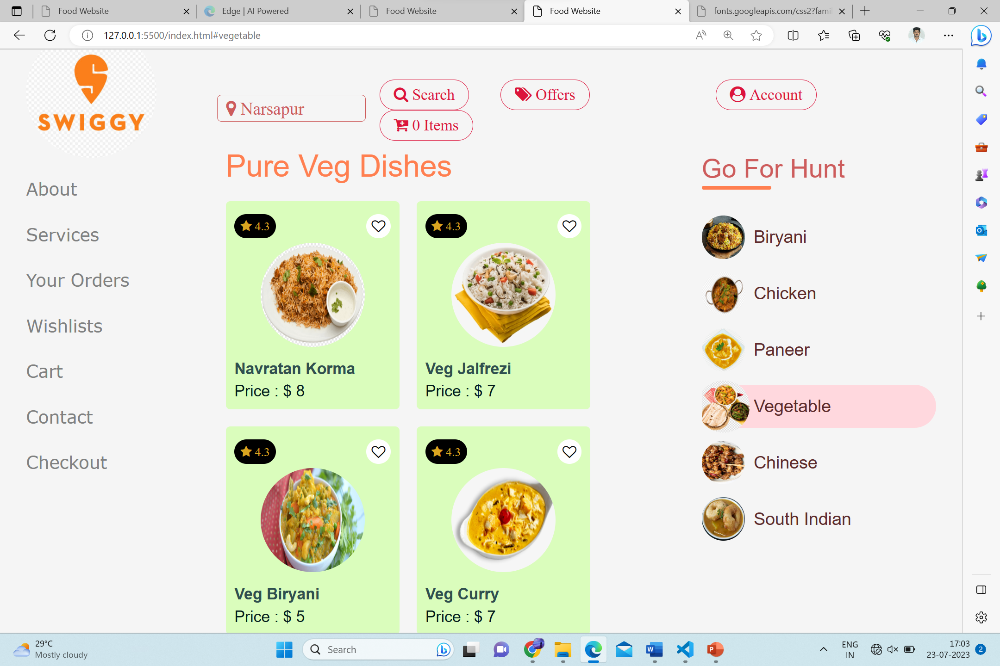 Food Website
Edge | AI Powered
Food Website
Food Website
fonts.googleapis.com/css2?fami
127.0.0.1:5500/index.html#vegetable
SWIGGY
Narsapur
Search
Offers
Account
0 Items
About
Services
Your Orders
Wishlists
Cart
Contact
Checkout
Pure Veg Dishes
4.3
4.3
Navratan Korma
Price : $ 8
Veg Jalfrezi
Price : $ 7
4.3
4.3
Veg Biryani
Price : $ 5
Veg Curry
Price : $ 7
Go For Hunt
Biryani
Chicken
Paneer
Vegetable
Chinese
South Indian
29°C
Mostly cloudy
Search
ENG
IN
17:03
23-07-2023
2